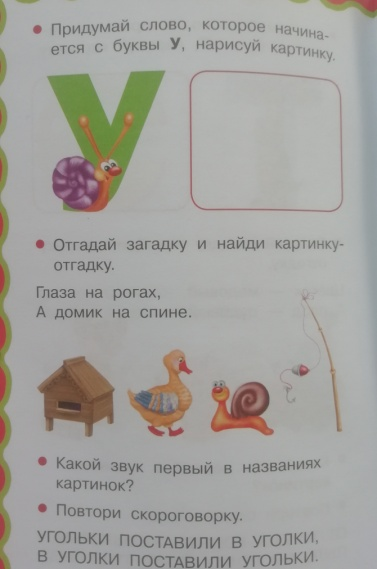 • Придумай слово, которое начина-
ется с буквы У, нарисуй картинку.
У
• Отгадай загадку и найди картинку-
отгадку.
Глаза на рогах,
А домик на спине.
• Какой звук первый в названиях
картинок?
• Повтори скороговорку.
УГОЛЬКИ ПОСТАВИЛИ В УГОЛКИ,
В УГОЛКИ ПОСТАВИЛИ УГОЛЬКИ.